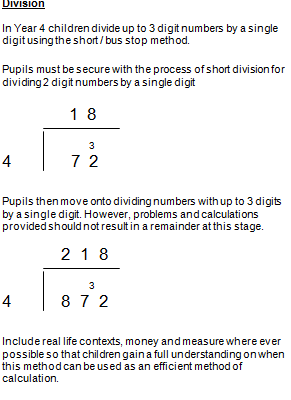 Division
In Year 4 children divide up to 3 digit numbers by a single
digit using the short / bus stop method.
Pupils must be secure with the process of short division for
dividing 2 digit numbers by a single digit
1 8
3
4 7 2
Pupils then move onto dividing numbers with up to 3 digits
by a single digit. However, problems and calculations
provided should not result in a remainder at this stage.
2 1 8
3
4 8 7 2
Include real life contexts, money and measure where ever
possible so that children gain a full understanding on when
this method can be used as an efficient method of
calculation.